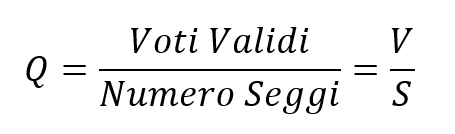 Q = Voti Validi / Numero Seggi = V / S